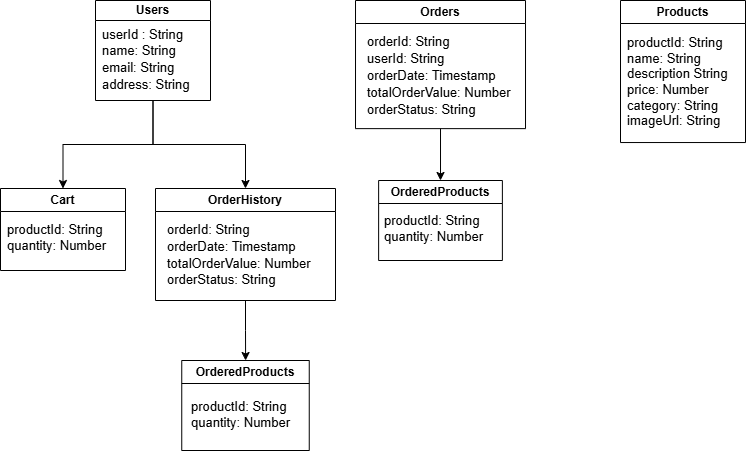 Users
userId : String
name: String
email: String
address: String
Orders
orderId: String
userId: String
orderDate: Timestamp
totalOrderValue: Number
orderStatus: String
Products
productId: String
name: String
description String
price: Number
category: String
imageUrl: String
Cart
productId: String
quantity: Number
OrderHistory
orderId: String
orderDate: Timestamp
totalOrderValue: Number
orderStatus: String
OrderedProducts
productId: String
quantity: Number
OrderedProducts
productId: String
quantity: Number